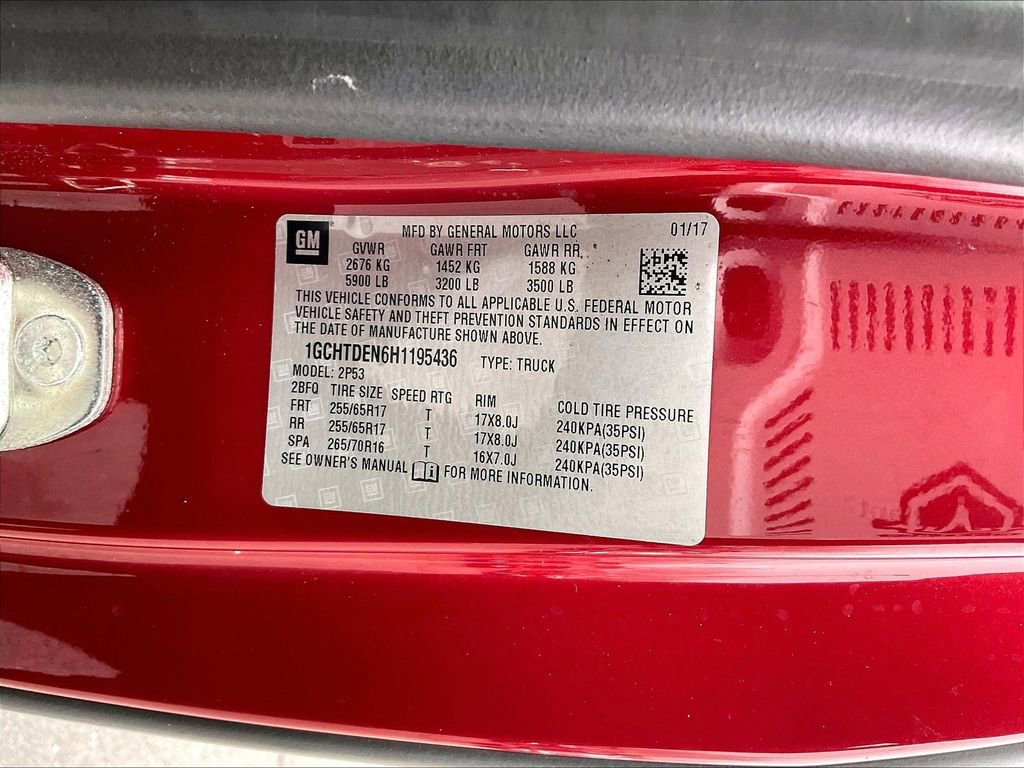 GM
MFD BY GENERAL MOTORS LLC 01/17
GVWR GAWR FRT GAWR RR
2676 KG 1452 KG 1588 KG
5900 LB 3200 LB 3500 LB
THIS VEHICLE CONFORMS TO ALL APPLICABLE U.S. FEDERAL MOTOR
VEHICLE SAFETY AND THEFT PREVENTION STANDARDS IN EFFECT ON
THE DATE OF MANUFACTURE SHOWN ABOVE.
1GCHTDEN6H1195436 TYPE: TRUCK
MODEL: 2P53
2BFQ TIRE SIZE SPEED RTG RIM COLD TIRE PRESSURE
FRT 255/65R17 T 17X8.0J 240KPA(35PSI)
RR 255/65R17 T 17X8.0J 240KPA(35PSI)
SPA 265/70R16 T 16X7.0J 240KPA(35PSI)
SEE OWNER'S MANUAL FOR MORE INFORMATION.